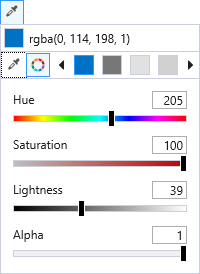 rgba(0, 114, 198, 1)
Hue 205
Saturation 100
Lightness 39
Alpha 1